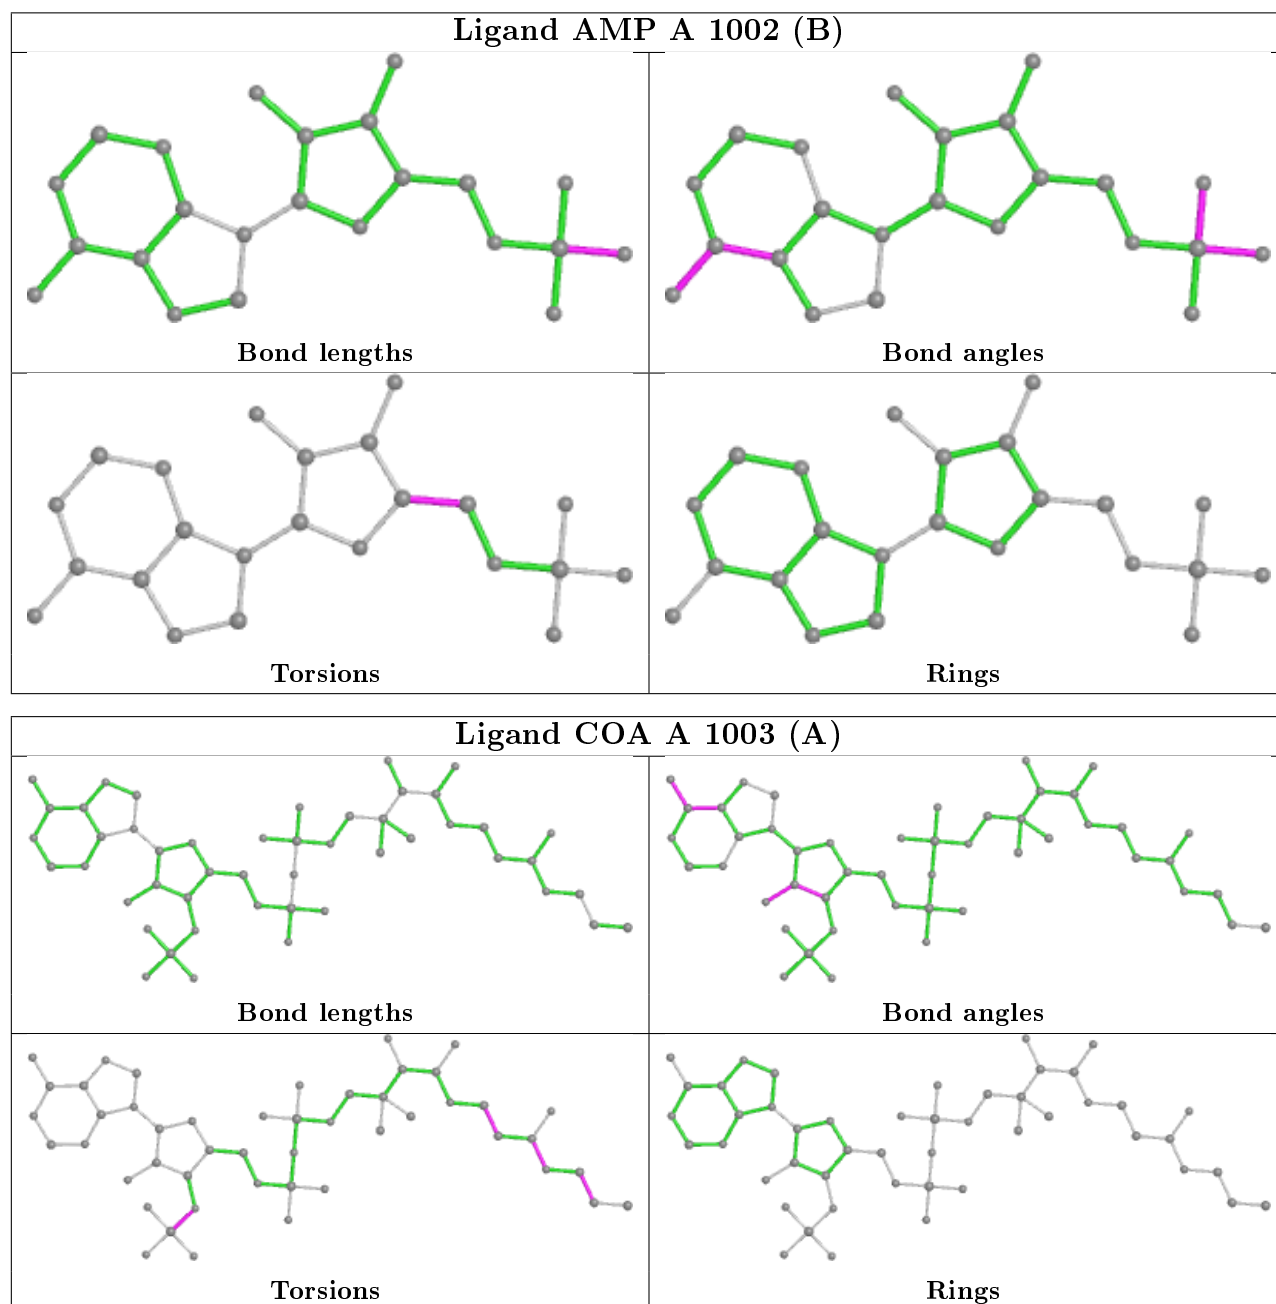 Ligand AMP A 1002 (B)
Bond lengths
Bond angles
Torsions
Rings
Ligand COA A 1003 (A)
Bond lengths
Bond angles
Torsions
Rings